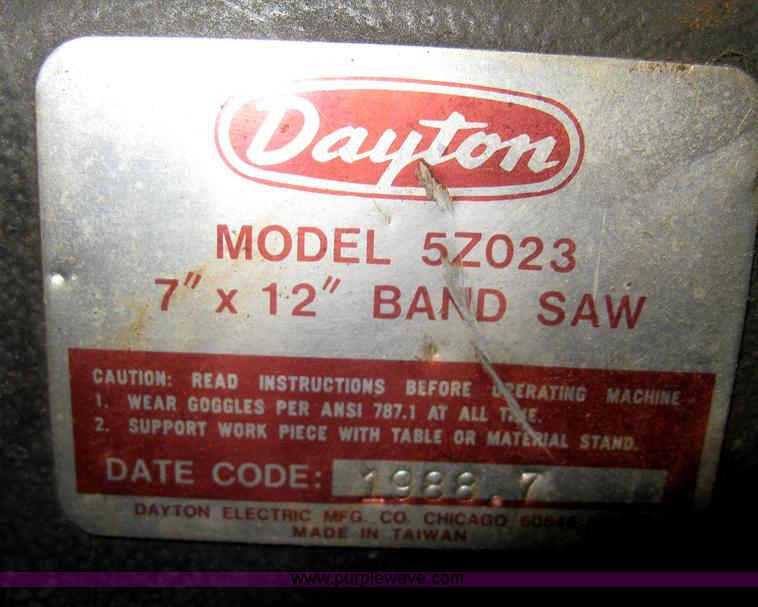 Dayton
MODEL 5Z023
7" x 12" BAND SAW
CAUTION: READ INSTRUCTIONS BEFORE OPERATING MACHINE
1. WEAR GOGGLES PER ANSI 787.1 AT ALL TIME.
2. SUPPORT WORK PIECE WITH TABLE OR MATERIAL STAND.
DATE CODE: 1988.7
DAYTON ELECTRIC MFG. CO. CHICAGO 60648
MADE IN TAIWAN
www.purplewave.com